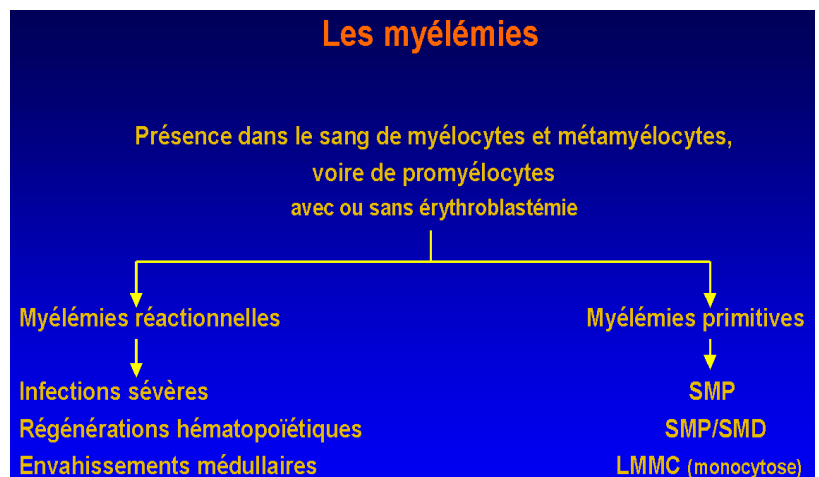 Les myélémies
Présence dans le sang de myélocytes et métamyélocytes,
voire de promyélocytes
avec ou sans érythroblastémie
Myélémies réactionnelles
Myélémies primitives
Infections sévères
SMP
Régénérations hématopoïétiques
SMP/SMD
Envahissements médullaires
LMMC (monocytose)